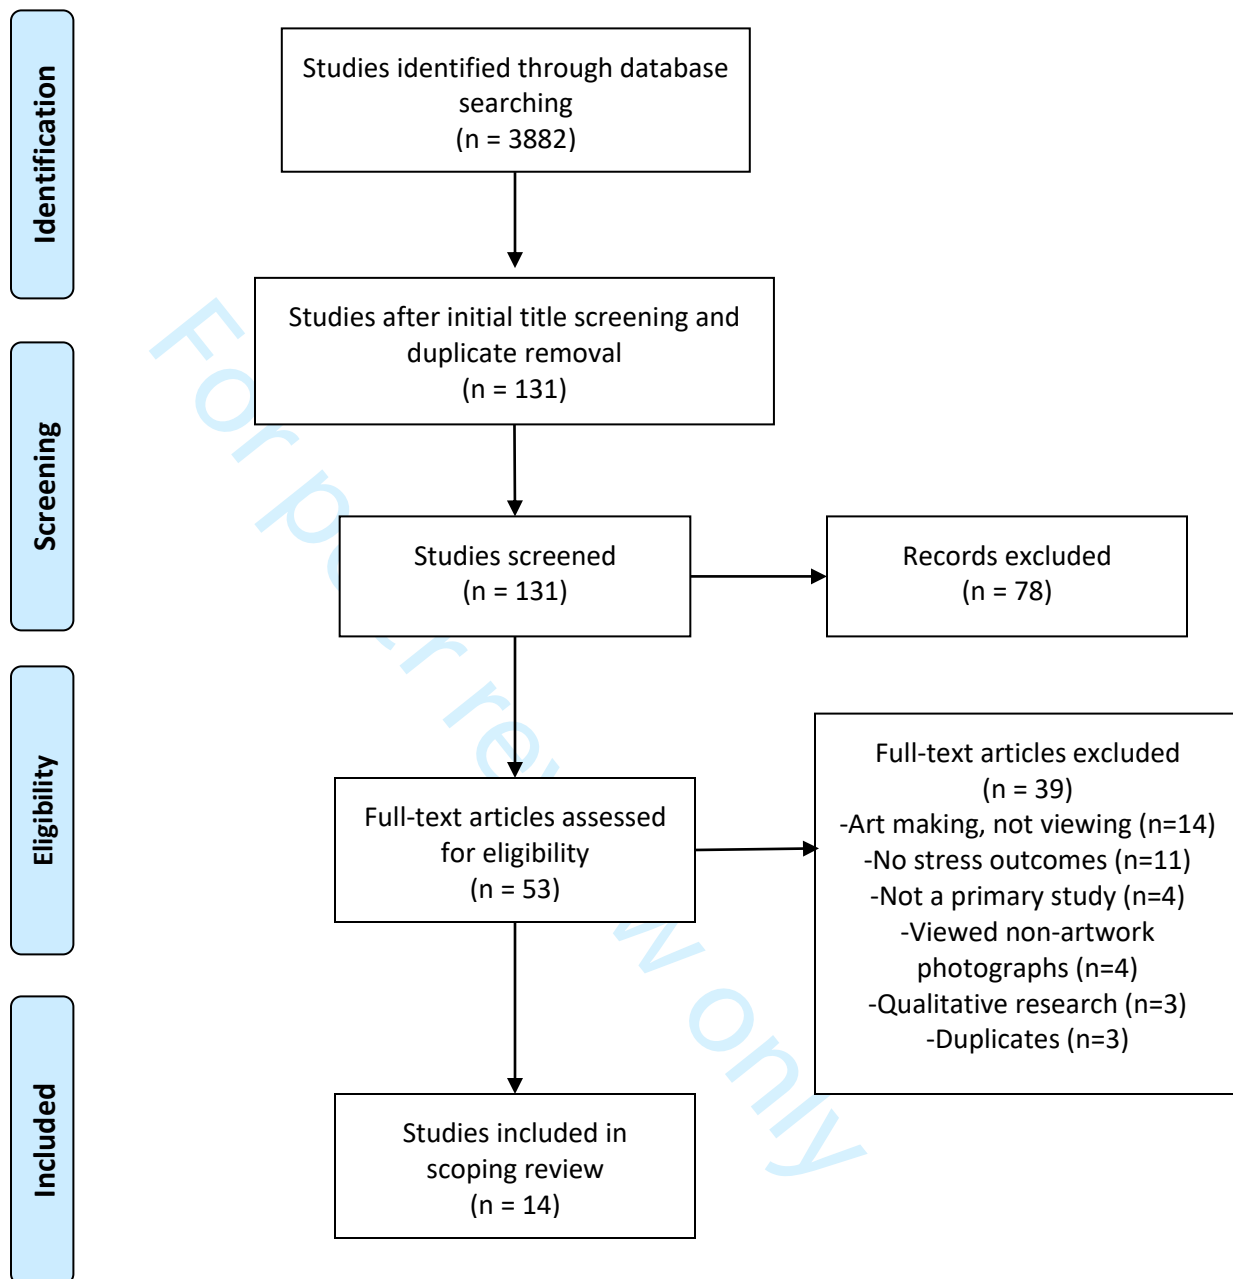 Identification
Studies identified through database
searching
(n = 3882)
Studies after initial title screening and
duplicate removal
(n = 131)
Screening
Studies screened
(n = 131)
Records excluded
(n = 78)
Eligibility
Full-text articles assessed
for eligibility
(n = 53)
Full-text articles excluded
(n = 39)
-Art making, not viewing (n=14)
-No stress outcomes (n=11)
-Not a primary study (n=4)
-Viewed non-artwork
photographs (n=4)
-Qualitative research (n=3)
-Duplicates (n=3)
Included
Studies included in
scoping review
(n = 14)
For peer review only